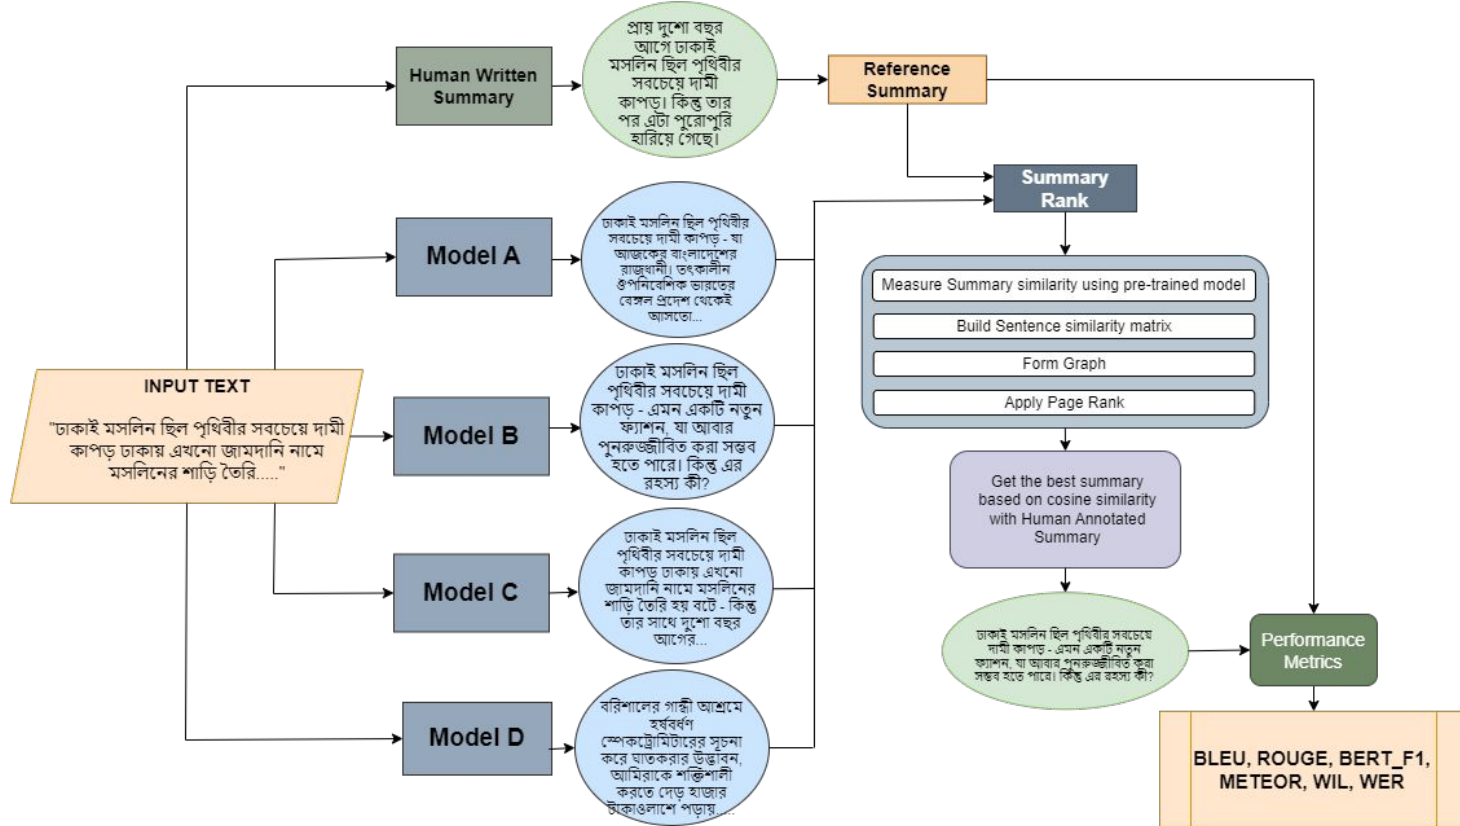 Human Written
Summary
প্রায় দুশো বছর
আগে ঢাকাই
মসলিন ছিল পৃথিবীর
সবচেয়ে দামী
কাপড়। কিন্তু তার
পর এটা পুরোপুরি
হারিয়ে গেছে।
Reference
Summary
Summary
Rank
Model A
ঢাকাই মসলিন ছিল পৃথিবীর
সবচেয়ে দামী কাপড় - যা
আজকের বাংলাদেশের
রাজধানী। তৎকালীন
ঔপনিবেশিক ভারতের
বেঙ্গল প্রদেশ থেকেই
আসতো...
Measure Summary similarity using pre-trained model
Build Sentence similarity matrix
Form Graph
Apply Page Rank
INPUT TEXT
"ঢাকাই মসলিন ছিল পৃথিবীর সবচেয়ে দামী
কাপড় ঢাকায় এখনো জামদানি নামে
মসলিনের শাড়ি তৈরি....."
Model B
ঢাকাই মসলিন ছিল
পৃথিবীর সবচেয়ে দামী
কাপড় - এমন একটি নতুন
ফ্যাশন, যা আবার
পুনরুজ্জীবিত করা সম্ভব
হতে পারে। কিন্তু এর
রহস্য কী?
Get the best summary
based on cosine similarity
with Human Annotated
Summary
Model C
ঢাকাই মসলিন ছিল
পৃথিবীর সবচেয়ে দামী
কাপড় ঢাকায় এখনো
জামদানি নামে মসলিনের
শাড়ি তৈরি হয় বটে - কিন্তু
তার সাথে দুশো বছর
আগের...
ঢাকাই মসলিন ছিল পৃথিবীর সবচেয়ে
দামী কাপড় - এমন একটি নতুন
ফ্যাশন, যা আবার পুনরুজ্জীবিত করা
সম্ভব হতে পারে। কিন্তু এর রহস্য কী?
Performance
Metrics
Model D
বরিশালের গান্ধী আশ্রমে
হর্ষবর্ধণ
স্পেকট্রোমিটারের সূচনা
করে ঘাতকরার উদ্ভাবন,
আমিরাকে শক্তিশালী
করতে দেড় হাজার
টাকাওলাশে পড়ায়.....
BLEU, ROUGE, BERT_F1,
METEOR, WIL, WER